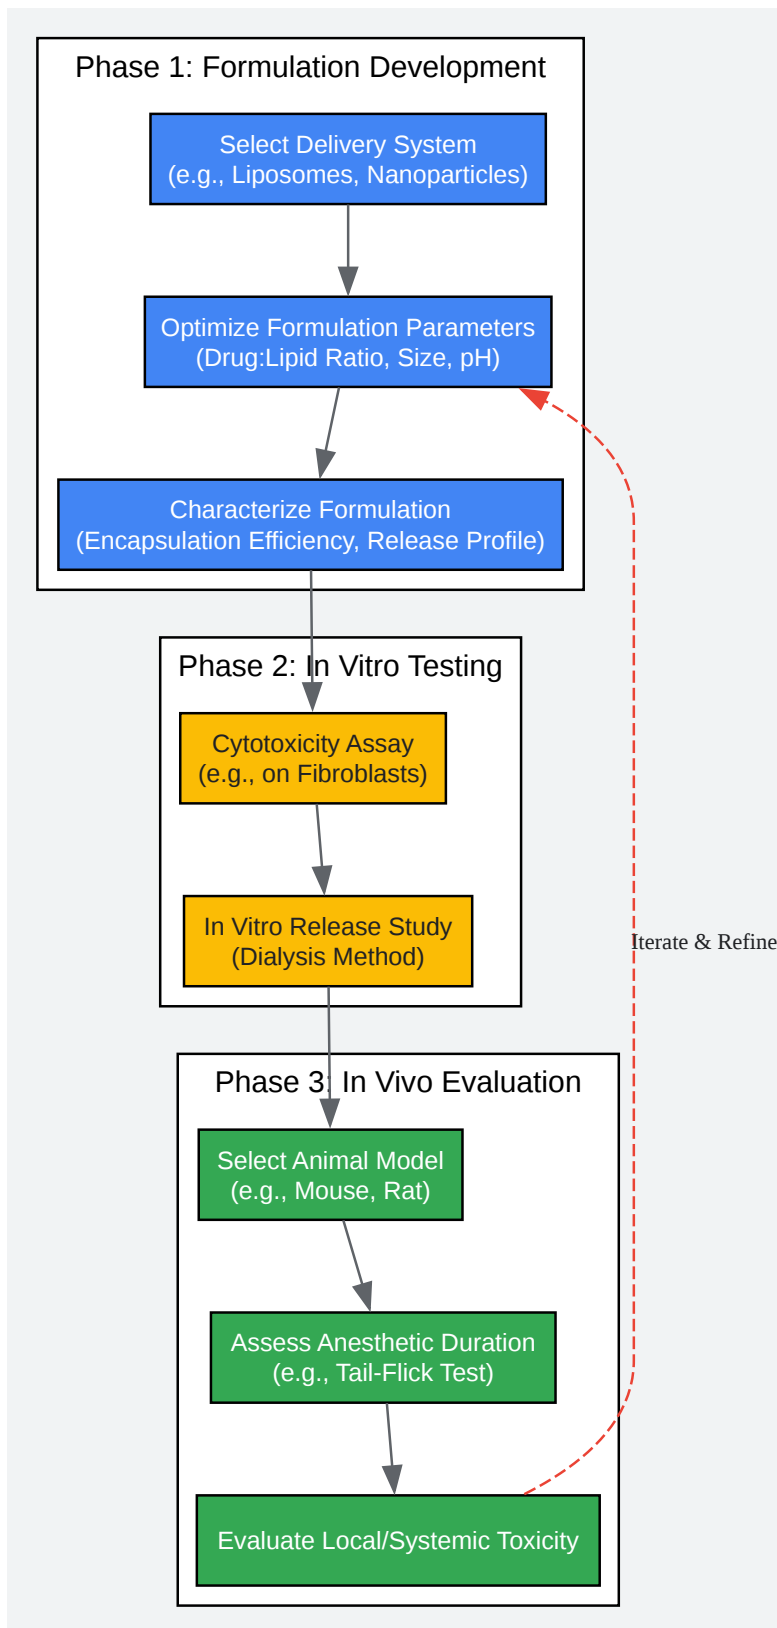 Phase 1: Formulation Development
Select Delivery System
(e.g., Liposomes, Nanoparticles)
Optimize Formulation Parameters
(Drug:Lipid Ratio, Size, pH)
Characterize Formulation
(Encapsulation Efficiency, Release Profile)
Phase 2: In Vitro Testing
Cytotoxicity Assay
(e.g., on Fibroblasts)
In Vitro Release Study
(Dialysis Method)
Iterate & Refine
Phase 3: In Vivo Evaluation
Select Animal Model
(e.g., Mouse, Rat)
Assess Anesthetic Duration
(e.g., Tail-Flick Test)
Evaluate Local/Systemic Toxicity